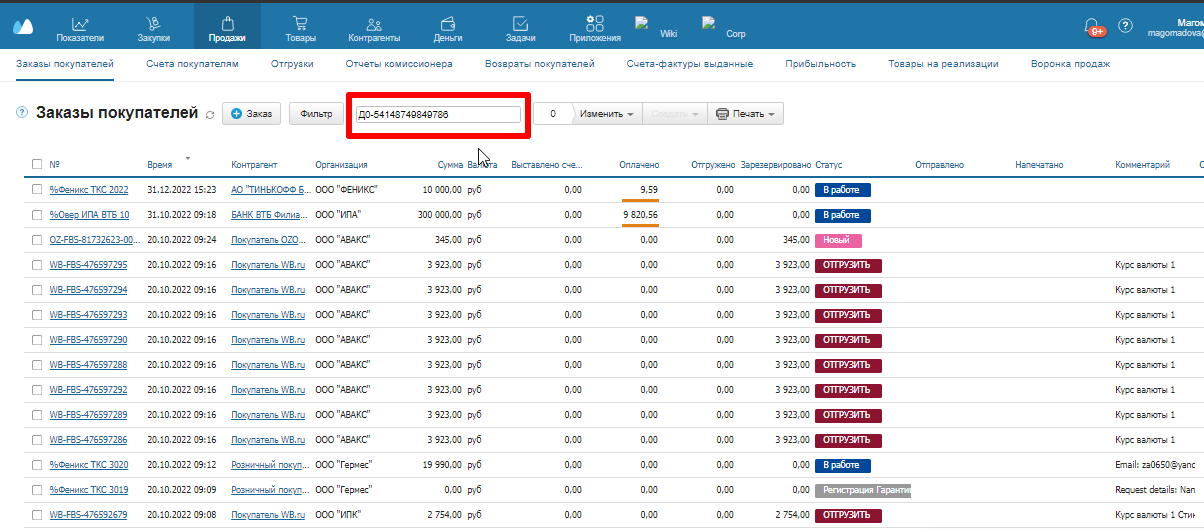 Показатели Закупки Продажи Товары Контрагенты Деньги Задачи Приложения Wiki Corp 9+ ? Магом
magomadova@
Заказы покупателей Счета покупателям Отгрузки Отчеты комиссионера Возвраты покупателей Счета-фактуры выданные Прибыльность Товары на реализации Воронка продаж
? Заказы покупателей Заказ Фильтр Д0-54148749849786 0 Изменить Создать Печать
№ Время Контрагент Организация Сумма Валюта Выставлено сче... Оплачено Отгружено Зарезервировано Статус Отправлено Напечатано Комментарий
%Феникс ТКС 2022 31.12.2022 15:23 АО "ТИНЬКОФФ Б... ООО "ФЕНИКС" 10 000,00 руб 0,00 9,59 0,00 0,00 В работе
%Овер ИПА ВТБ 10 31.10.2022 09:18 БАНК ВТБ Филиа... ООО "ИПА" 300 000,00 руб 0,00 9 820,56 0,00 0,00 В работе
OZ-FBS-81732623-00... 20.10.2022 09:24 Покупатель OZO... ООО "АВАКС" 345,00 руб 0,00 0,00 0,00 345,00 Новый
WB-FBS-476597295 20.10.2022 09:16 Покупатель WB.ru ООО "АВАКС" 3 923,00 руб 0,00 0,00 0,00 3 923,00 ОТГРУЗИТЬ Курс валюты 1
WB-FBS-476597294 20.10.2022 09:16 Покупатель WB.ru ООО "АВАКС" 3 923,00 руб 0,00 0,00 0,00 3 923,00 ОТГРУЗИТЬ Курс валюты 1
WB-FBS-476597293 20.10.2022 09:16 Покупатель WB.ru ООО "АВАКС" 3 923,00 руб 0,00 0,00 0,00 3 923,00 ОТГРУЗИТЬ Курс валюты 1
WB-FBS-476597290 20.10.2022 09:16 Покупатель WB.ru ООО "АВАКС" 3 923,00 руб 0,00 0,00 0,00 3 923,00 ОТГРУЗИТЬ Курс валюты 1
WB-FBS-476597288 20.10.2022 09:16 Покупатель WB.ru ООО "АВАКС" 3 923,00 руб 0,00 0,00 0,00 3 923,00 ОТГРУЗИТЬ Курс валюты 1
WB-FBS-476597292 20.10.2022 09:16 Покупатель WB.ru ООО "АВАКС" 3 923,00 руб 0,00 0,00 0,00 3 923,00 ОТГРУЗИТЬ Курс валюты 1
WB-FBS-476597289 20.10.2022 09:16 Покупатель WB.ru ООО "АВАКС" 3 923,00 руб 0,00 0,00 0,00 3 923,00 ОТГРУЗИТЬ Курс валюты 1
WB-FBS-476597286 20.10.2022 09:16 Покупатель WB.ru ООО "АВАКС" 3 923,00 руб 0,00 0,00 0,00 3 923,00 ОТГРУЗИТЬ Курс валюты 1
%Феникс ТКС 3020 20.10.2022 09:12 Розничный покуп... ООО "Гермес" 19 990,00 руб 0,00 0,00 0,00 0,00 В работе Email: za0650@yanc
%Феникс ТКС 3019 20.10.2022 09:09 Розничный покуп... ООО "Гермес" 0,00 руб 0,00 0,00 0,00 0,00 Регистрация Гарантии Request details: Nan
WB-FBS-476592679 20.10.2022 09:08 Покупатель WB.ru ООО "ИПК" 2 754,00 руб 0,00 0,00 0,00 2 754,00 ОТГРУЗИТЬ Курс валюты 1 Стик